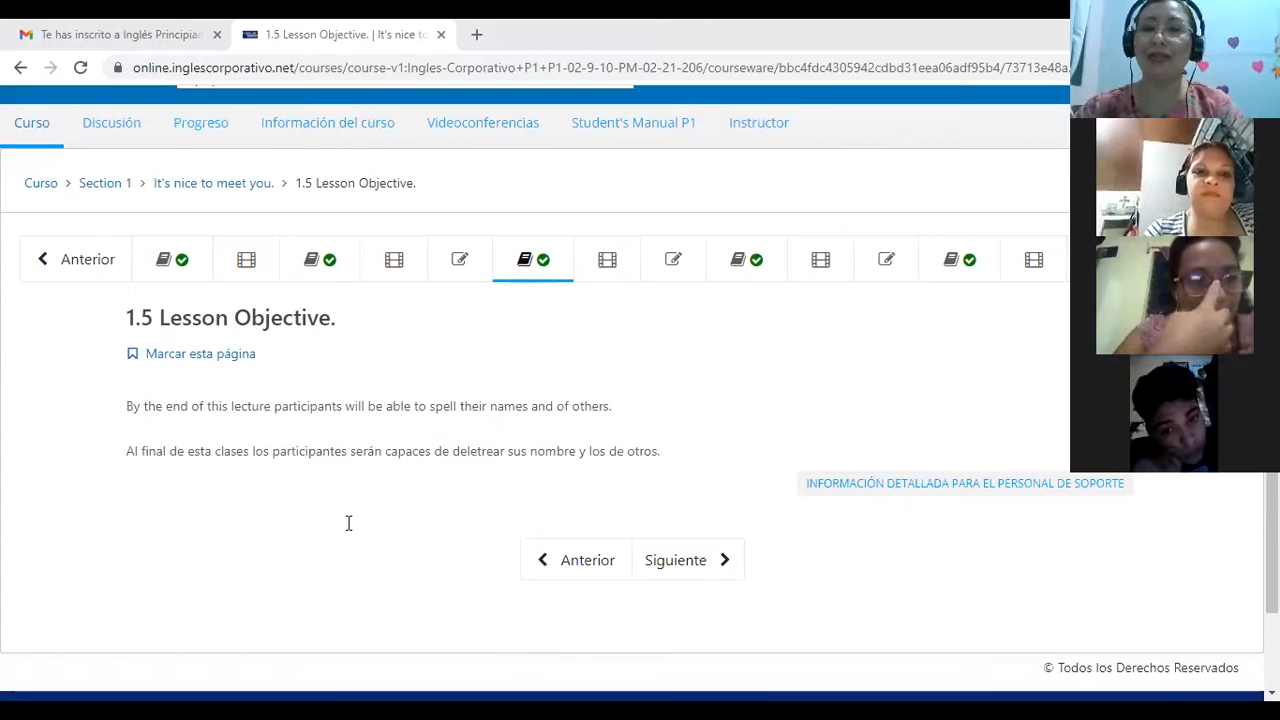 Te has inscrito a Inglés Principian
1.5 Lesson Objective. | It's nice to
online.inglescorporativo.net/courses/course-v1:Ingles-Corporativo+P1+P1-02-9-10-PM-02-21-206/courseware/bbc4fdc4305942cdbd31eea06adf95b4/73713e48a
Curso Discusión Progreso Información del curso Videoconferencias Student's Manual P1 Instructor
Curso > Section 1 > It's nice to meet you. > 1.5 Lesson Objective.
Anterior
1.5 Lesson Objective.
Marcar esta página
By the end of this lecture participants will be able to spell their names and of others.
Al final de esta clases los participantes serán capaces de deletrear sus nombre y los de otros.
INFORMACIÓN DETALLADA PARA EL PERSONAL DE SOPORTE
Anterior Siguiente
© Todos los Derechos Reservados